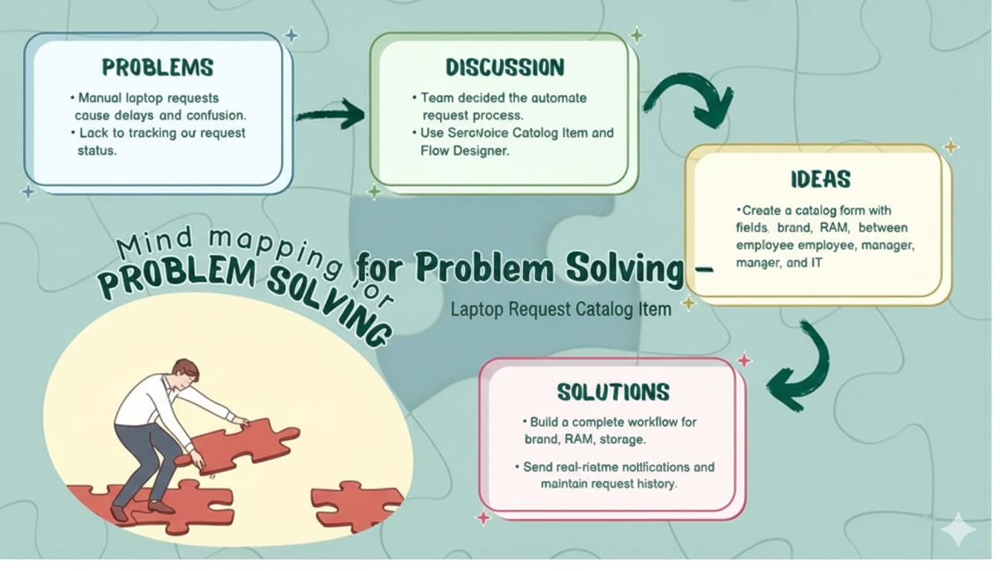 PROBLEMS
• Manual laptop requests
cause delays and confusion.
• Lack to tracking our request
status.
DISCUSSION
• Team decided the automate
request process.
• Use SercNoice Catolog Item and
Flow Designer.
IDEAS
•Create a catalog form with
fields, brand, RAM, between
employee employee, manager,
manger, and IT
Mind mapping for
PROBLEM SOLVING
for Problem Solving –
Laptop Request Catalog Item
SOLUTIONS
• Build a complete workflow for
brand, RAM, storage.
• Send real-rietme notlfications and
maintain request history.